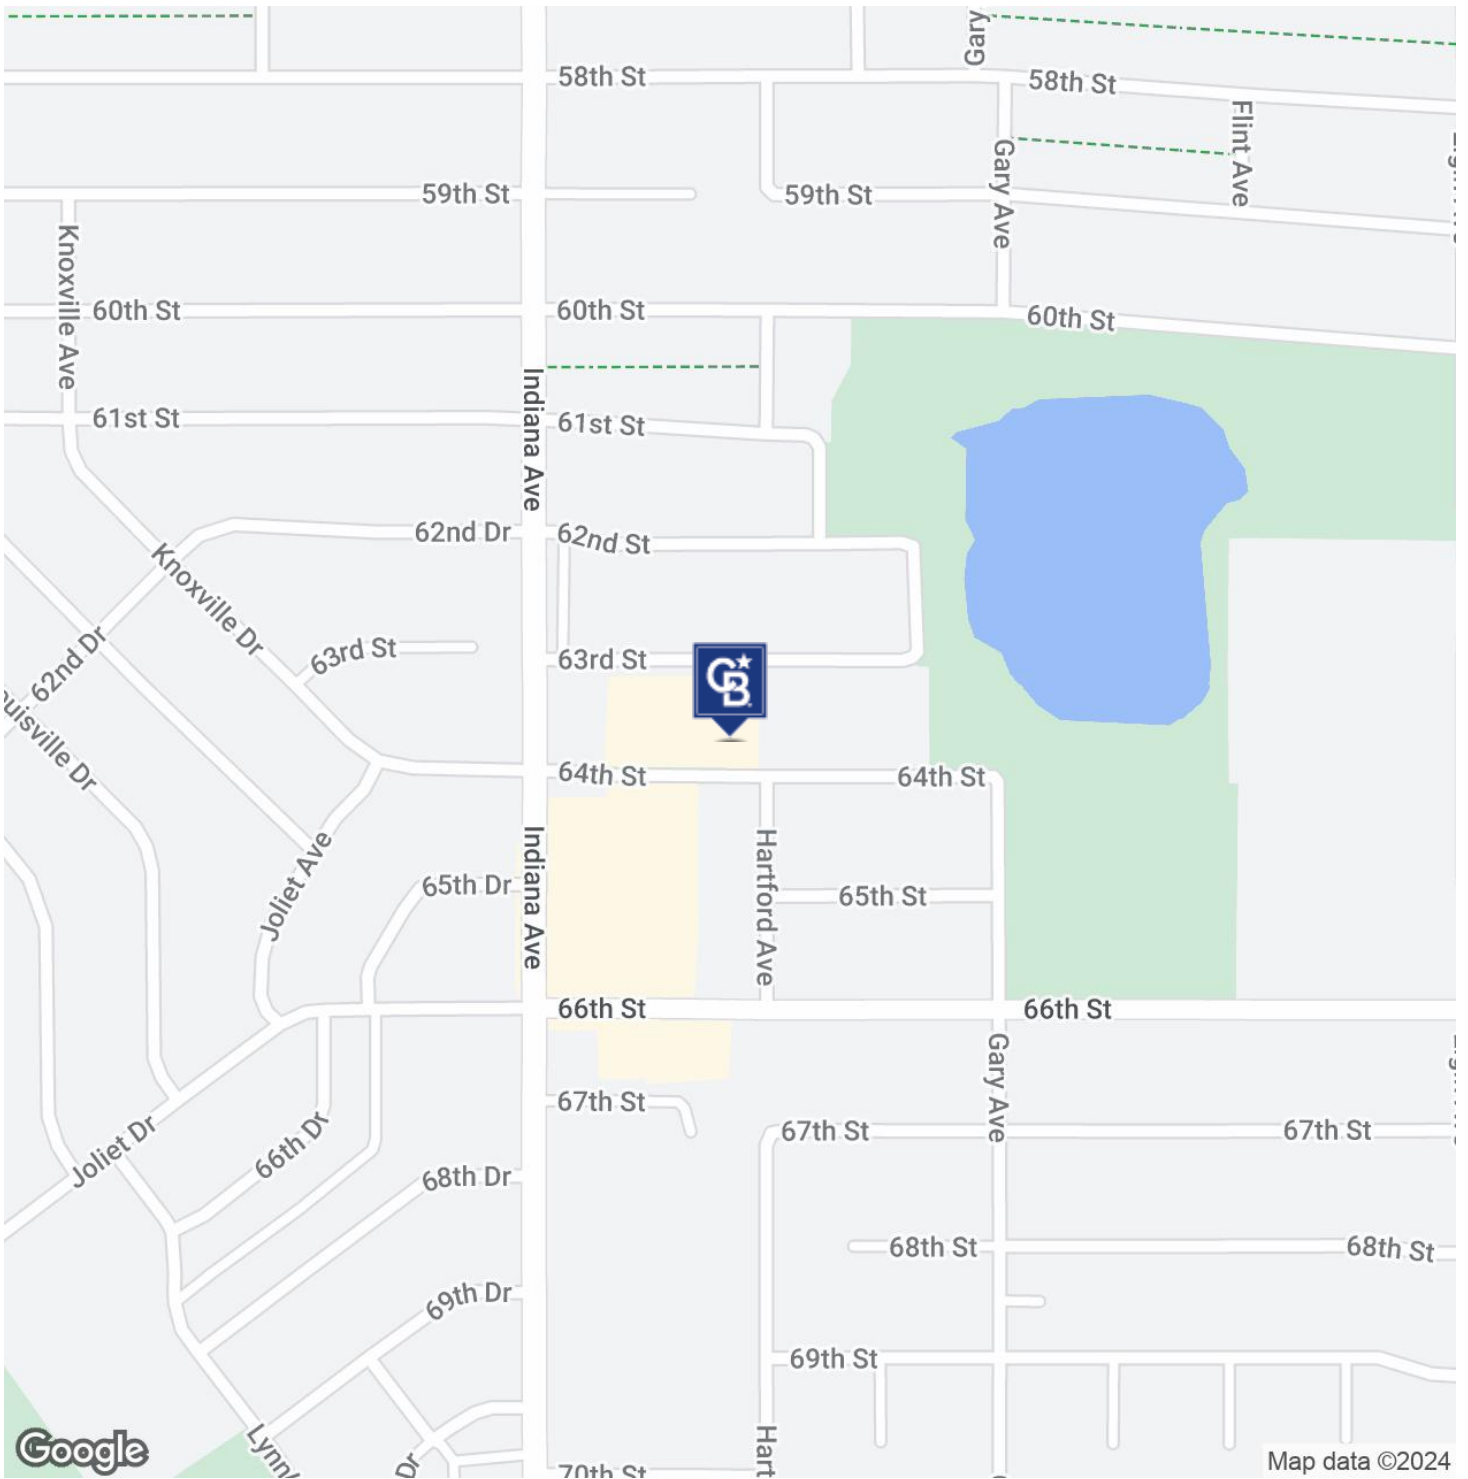 Gary
58th St
58th St
Flint Ave
Gary Ave
59th St
59th St
Knoxville Ave
60th St
60th St
60th St
Indiana Ave
61st St
61st St
62nd Dr
62nd St
Knoxville Dr
63rd St
63rd St
62nd Dr
CB
64th St
64th St
Joliet Ave
Indiana Ave
Hartford Ave
65th Dr
65th St
66th St
66th St
Gary Ave
67th St
67th St
67th St
Joliet Dr
66th Dr
68th Dr
68th St
68th St
69th Dr
69th St
Hart
Dr
70th St
Google
Map data ©2024